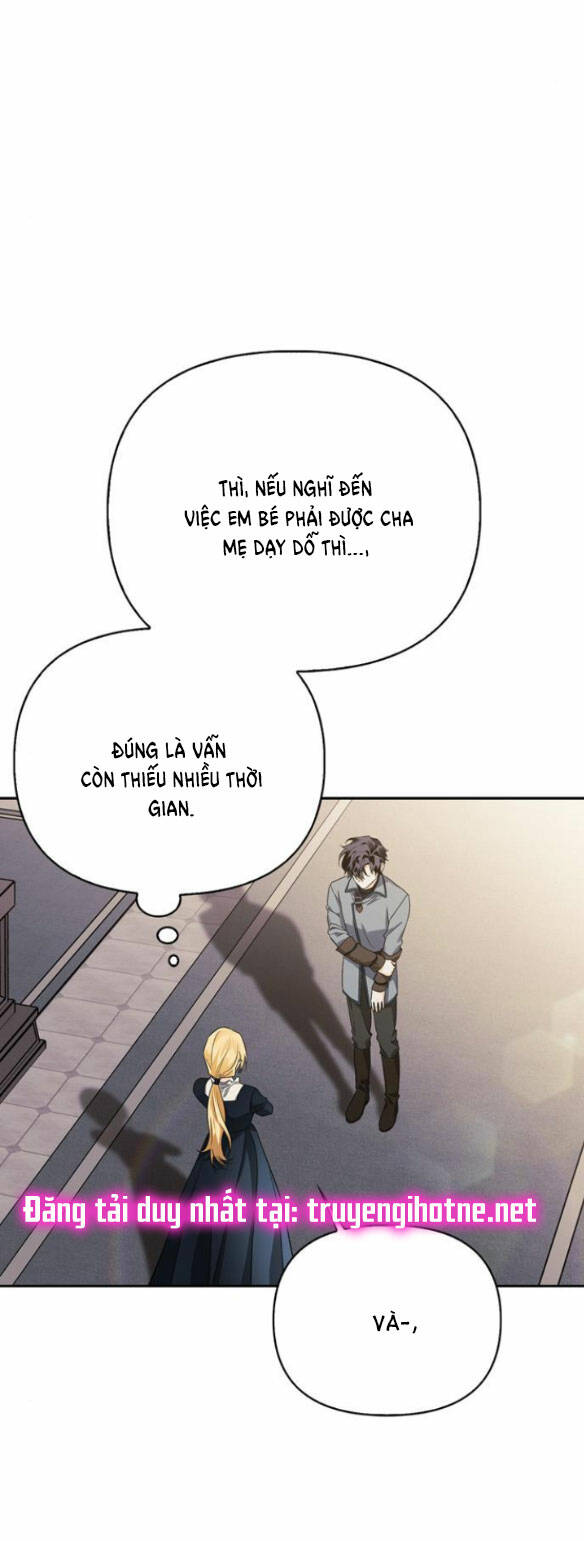 THÌ, NẾU NGHĨ ĐẾN
VIỆC EM BÉ PHẢI ĐƯỢC CHA
MẸ DẠY DỖ THÌ...,
ĐÚNG LÀ VẪN
CÒN THIẾU NHIỀU THỜI
GIAN.
Đăng tải duy nhất tại: truyengihotne.net
VÀ-,